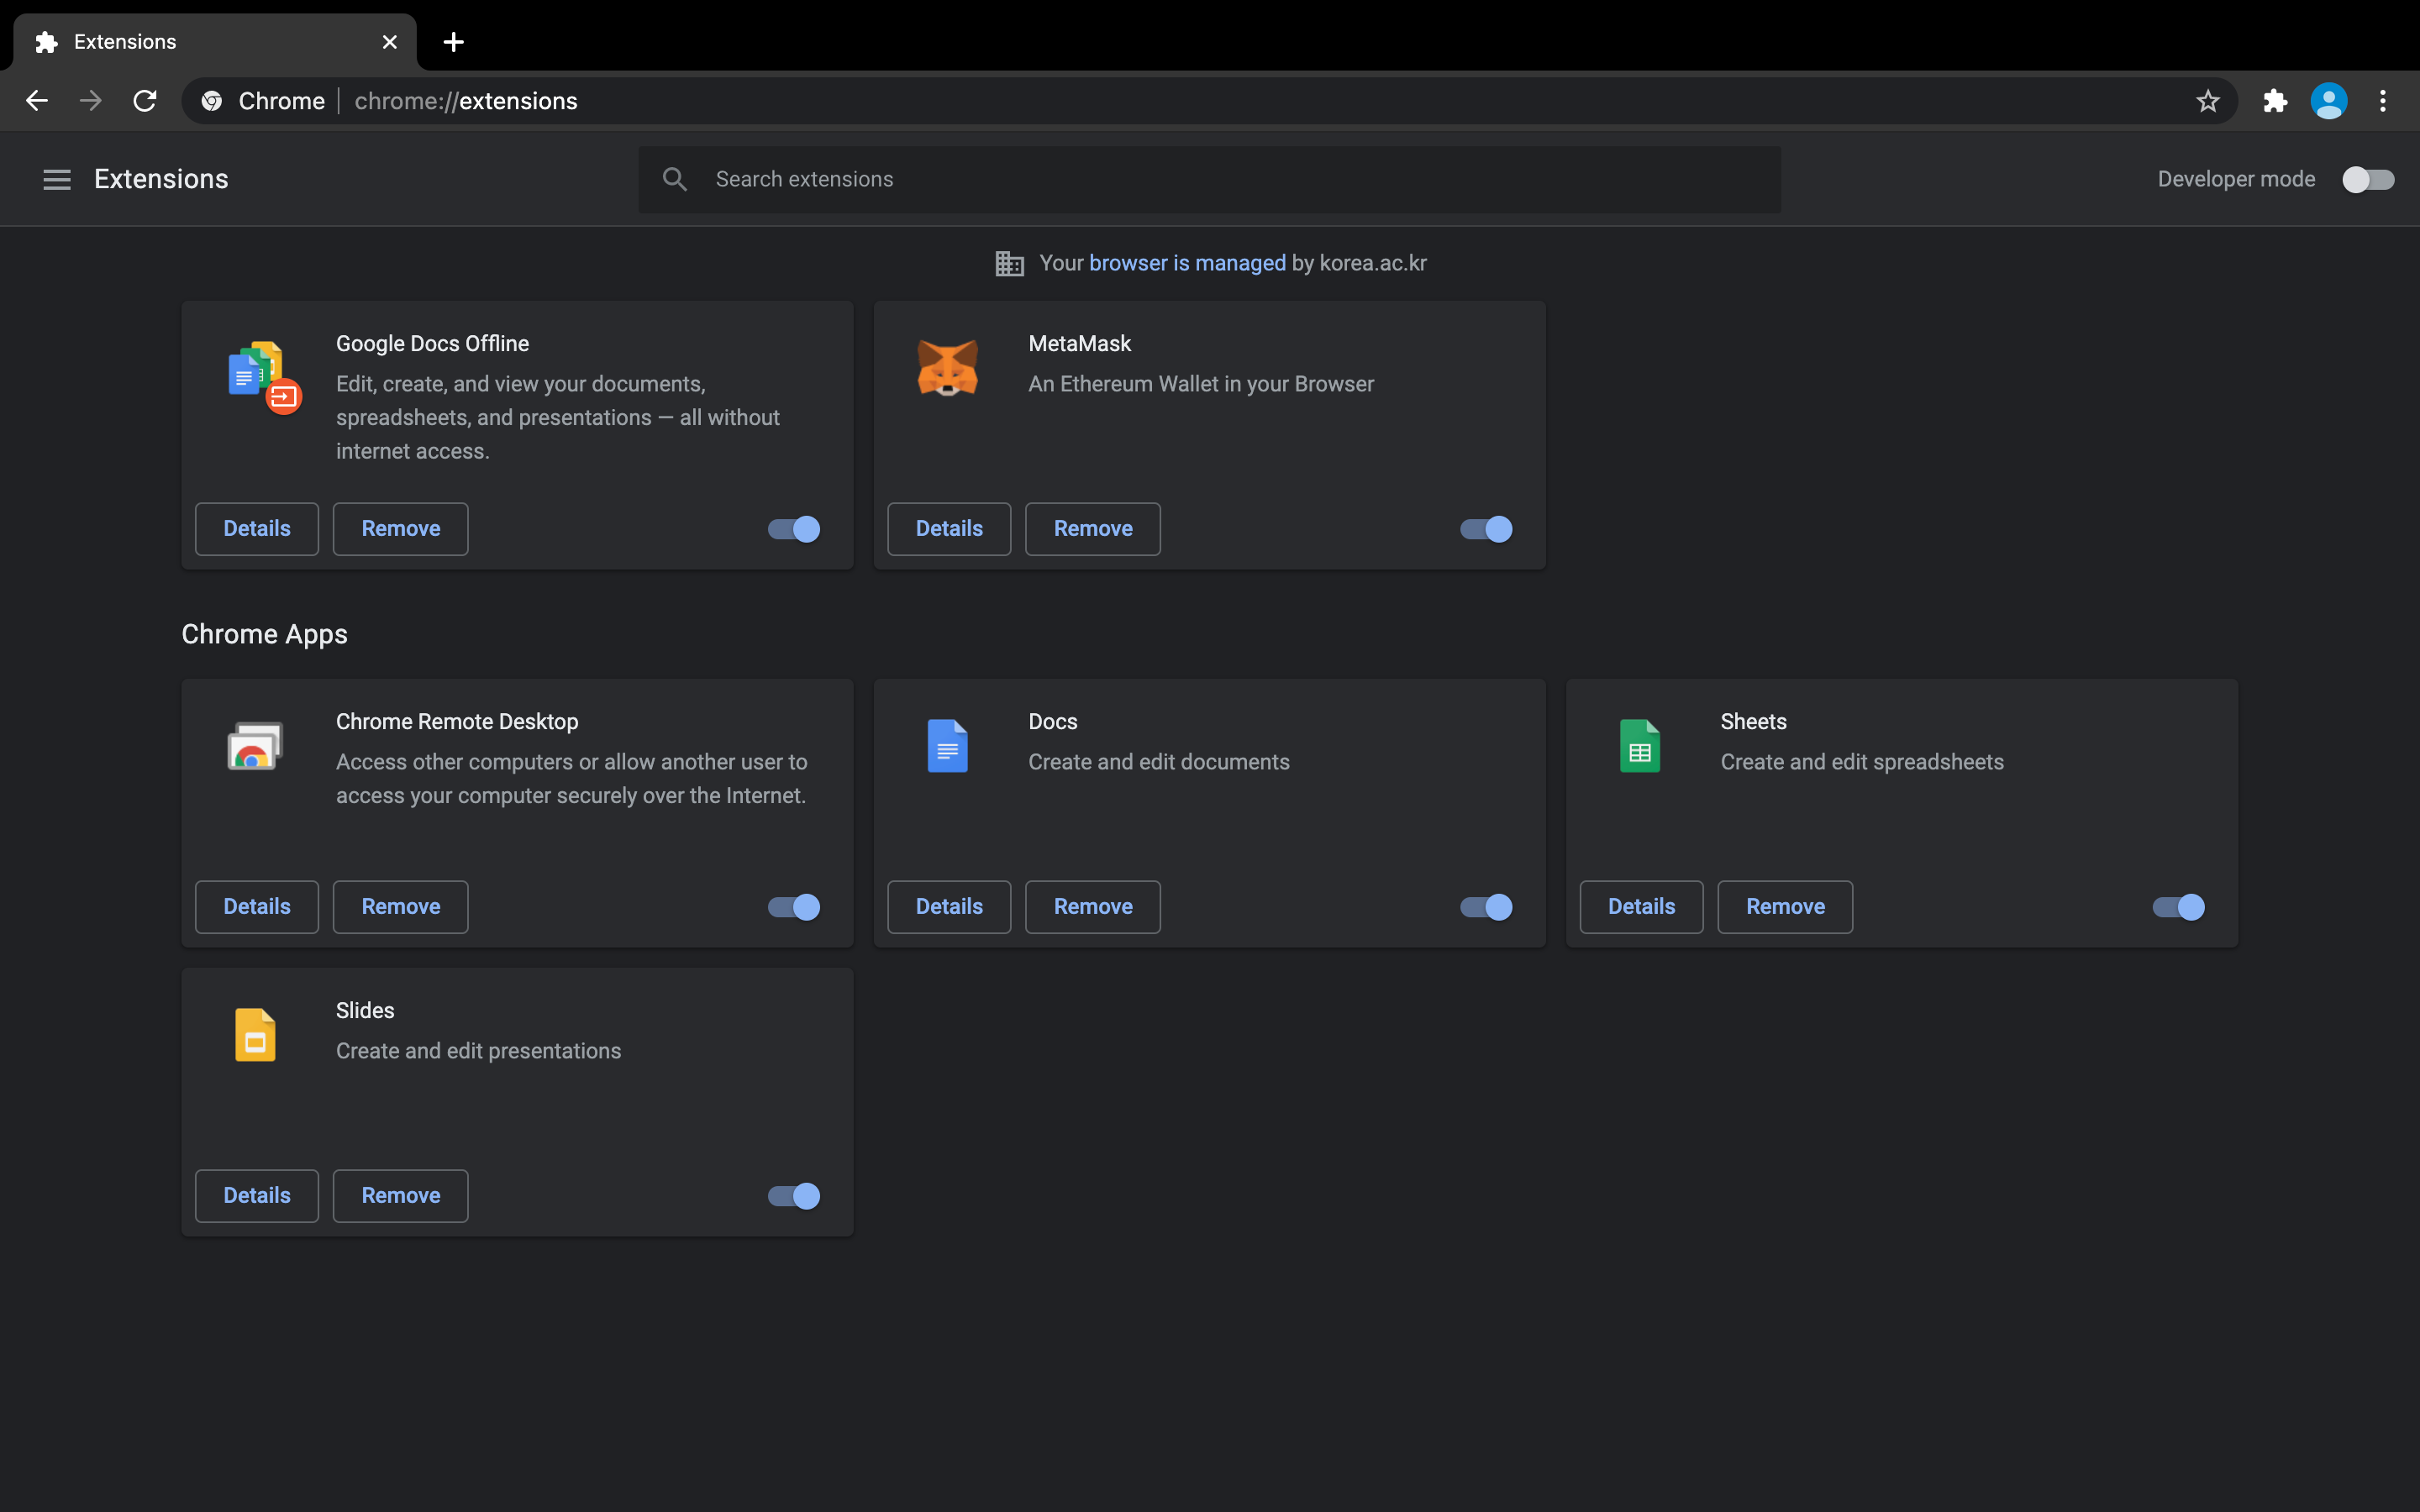 Extensions
Chrome
chrome://extensions
Extensions
Search extensions
Developer mode
Your browser is managed by korea.ac.kr
Google Docs Offline
Edit, create, and view your documents,
spreadsheets, and presentations — all without
internet access.
Details
Remove
MetaMask
An Ethereum Wallet in your Browser
Details
Remove
Chrome Apps
Chrome Remote Desktop
Access other computers or allow another user to
access your computer securely over the Internet.
Details
Remove
Docs
Create and edit documents
Details
Remove
Sheets
Create and edit spreadsheets
Details
Remove
Slides
Create and edit presentations
Details
Remove